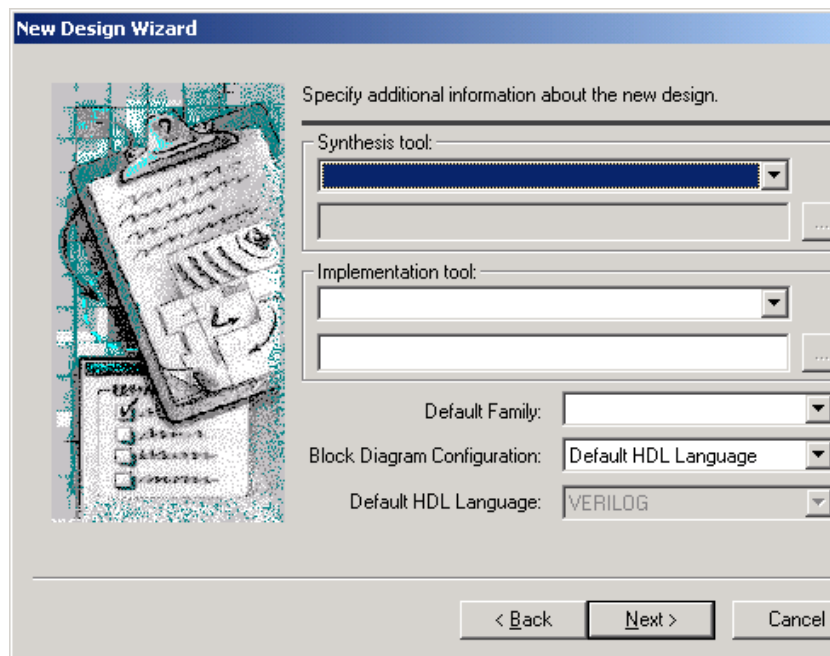 New Design Wizard
Specify additional information about the new design.
Synthesis tool:
...
Implementation tool:
...
Default Family:
Block Diagram Configuration: Default HDL Language
Default HDL Language: VERILOG
< Back Next > Cancel